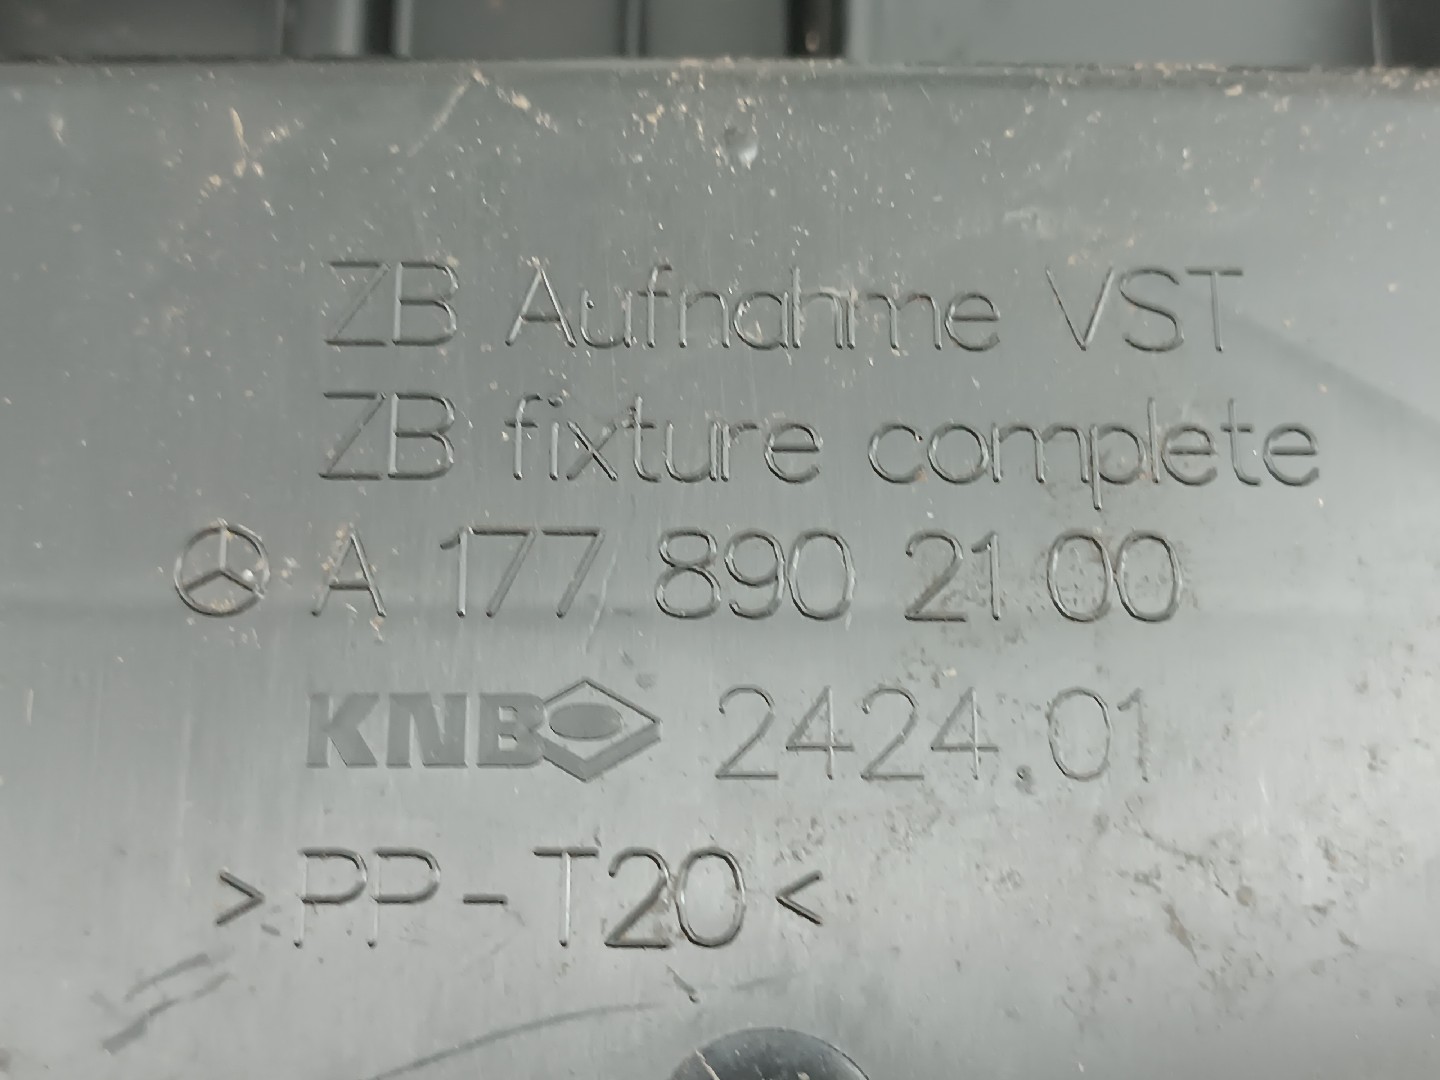 ZB Aufnahme VST
ZB fixture complete
A 177 890 21 00
KNB 2424.01
>PP-T20<